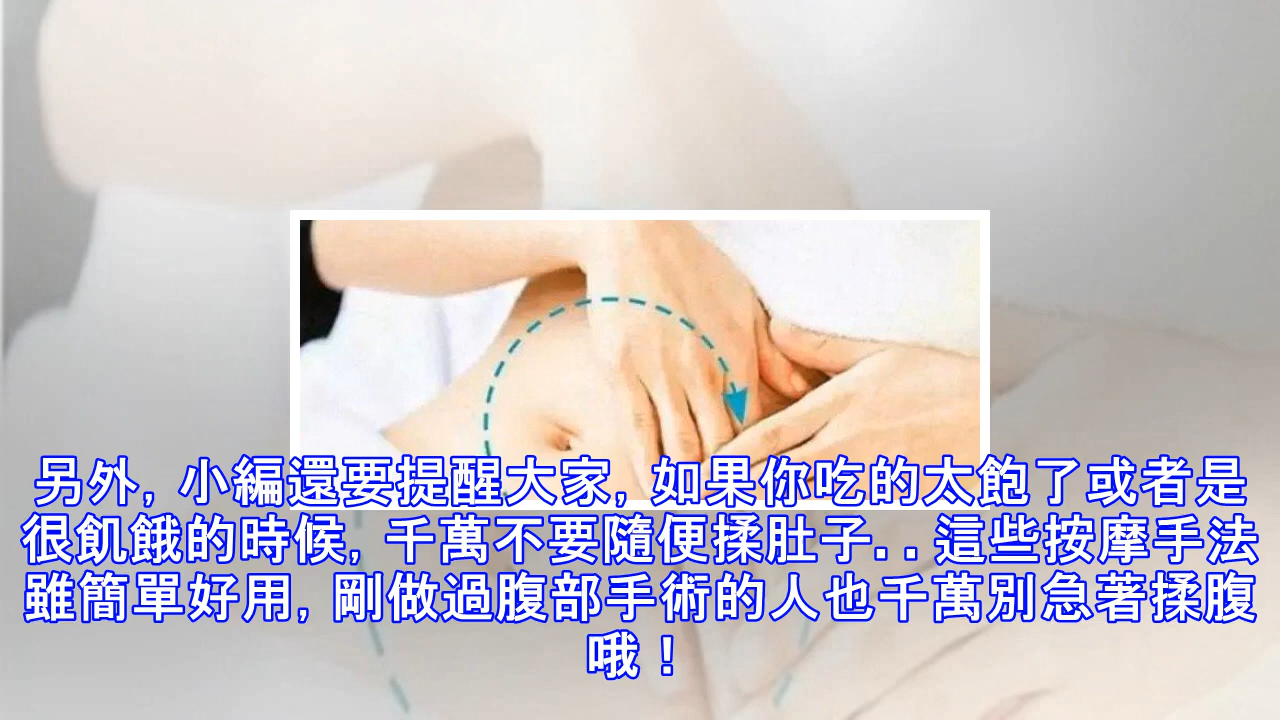 另外，小編還要提醒大家，如果你吃的太飽了或者是
很飢餓的時候，千萬不要隨便揉肚子..這些按摩手法
雖簡單好用，剛做過腹部手術的人也千萬別急著揉腹
哦！